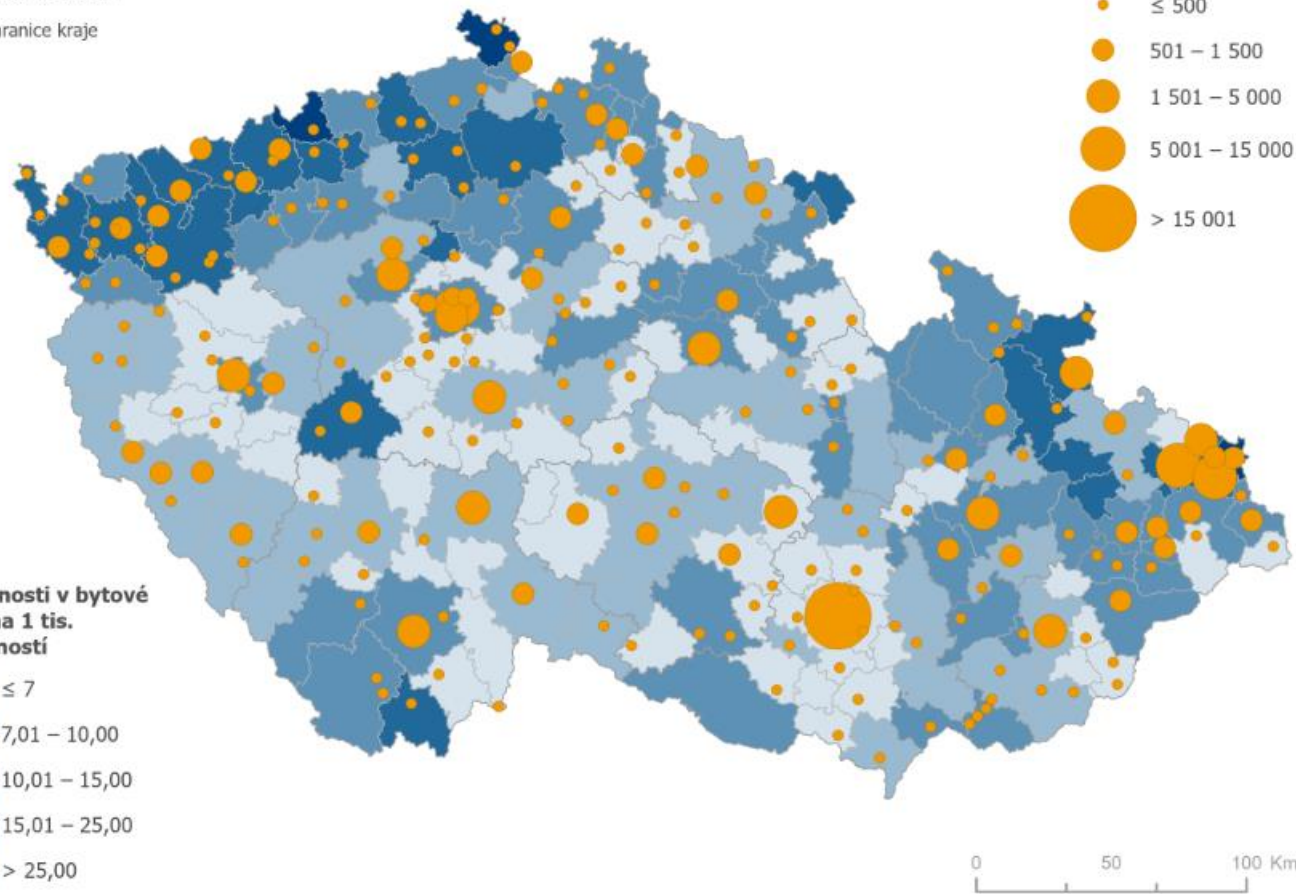 ranice kraje
≤ 500
501 – 1 500
1 501 – 5 000
5 001 – 15 000
> 15 001
nosti v bytové
na 1 tis.
ností
≤ 7
7,01 – 10,00
10,01 – 15,00
15,01 – 25,00
> 25,00
0 50 100 Km